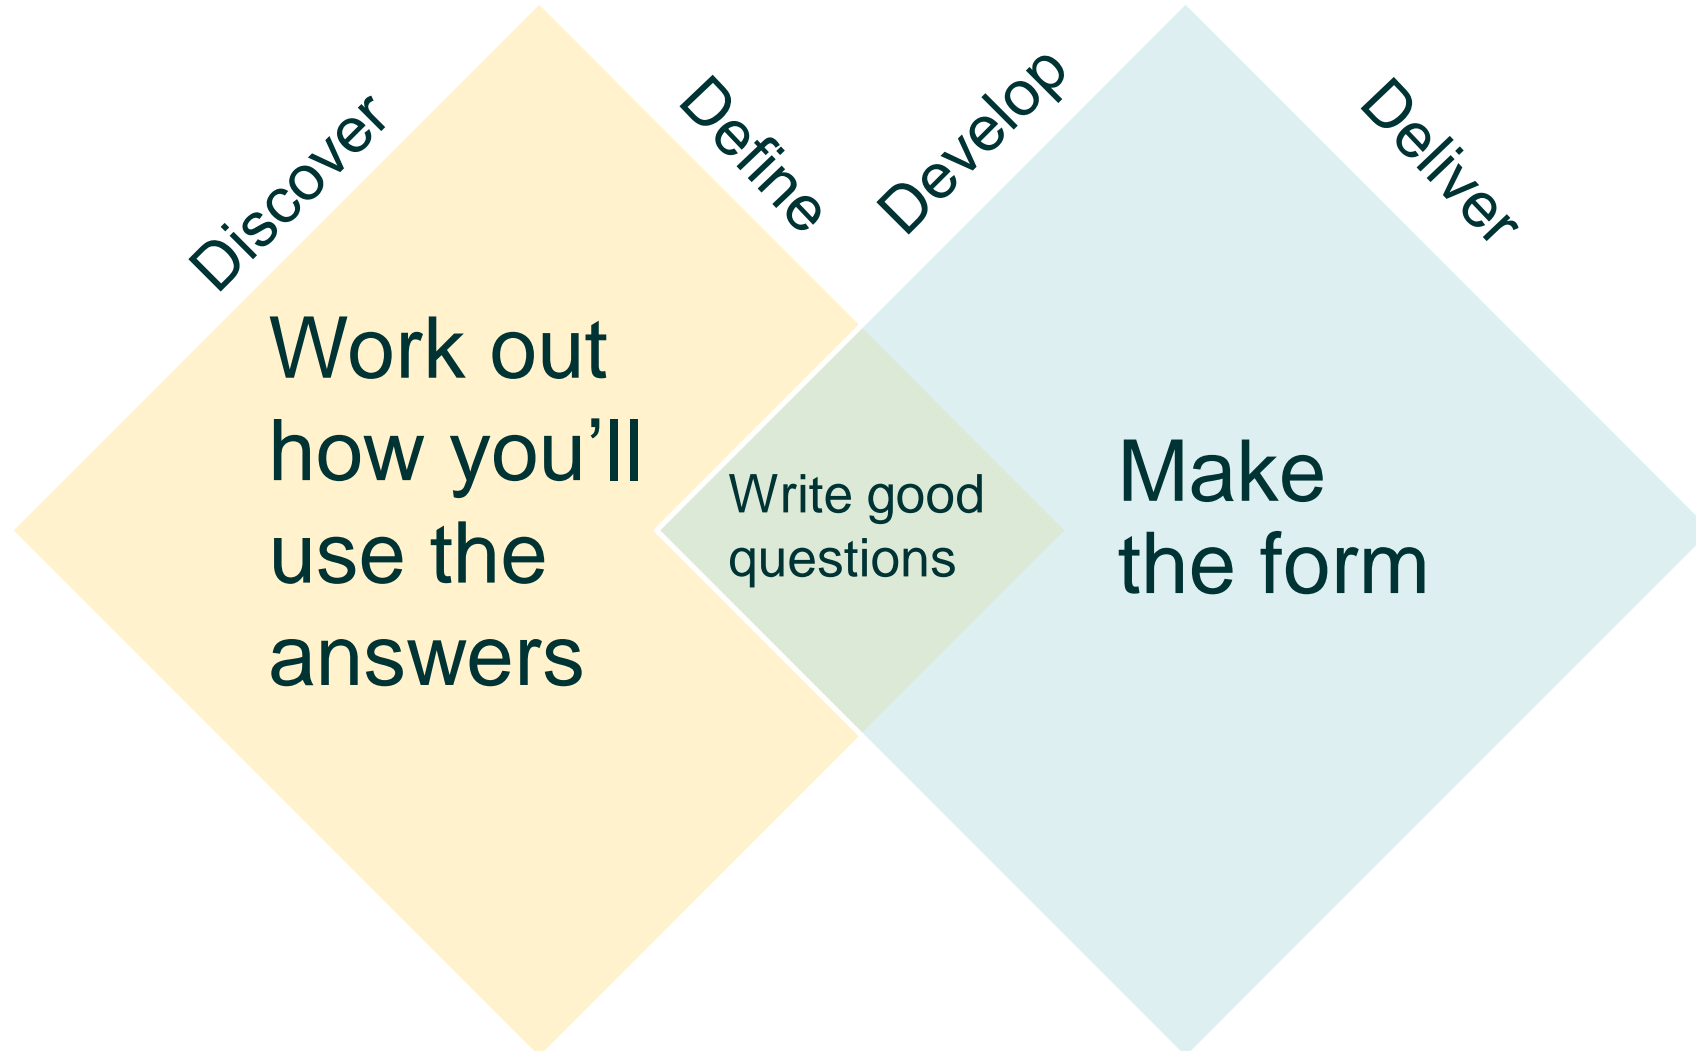 Discover
Define
Develop
Deliver
Work out
how you’ll
use the
answers
Write good
questions
Make
the form